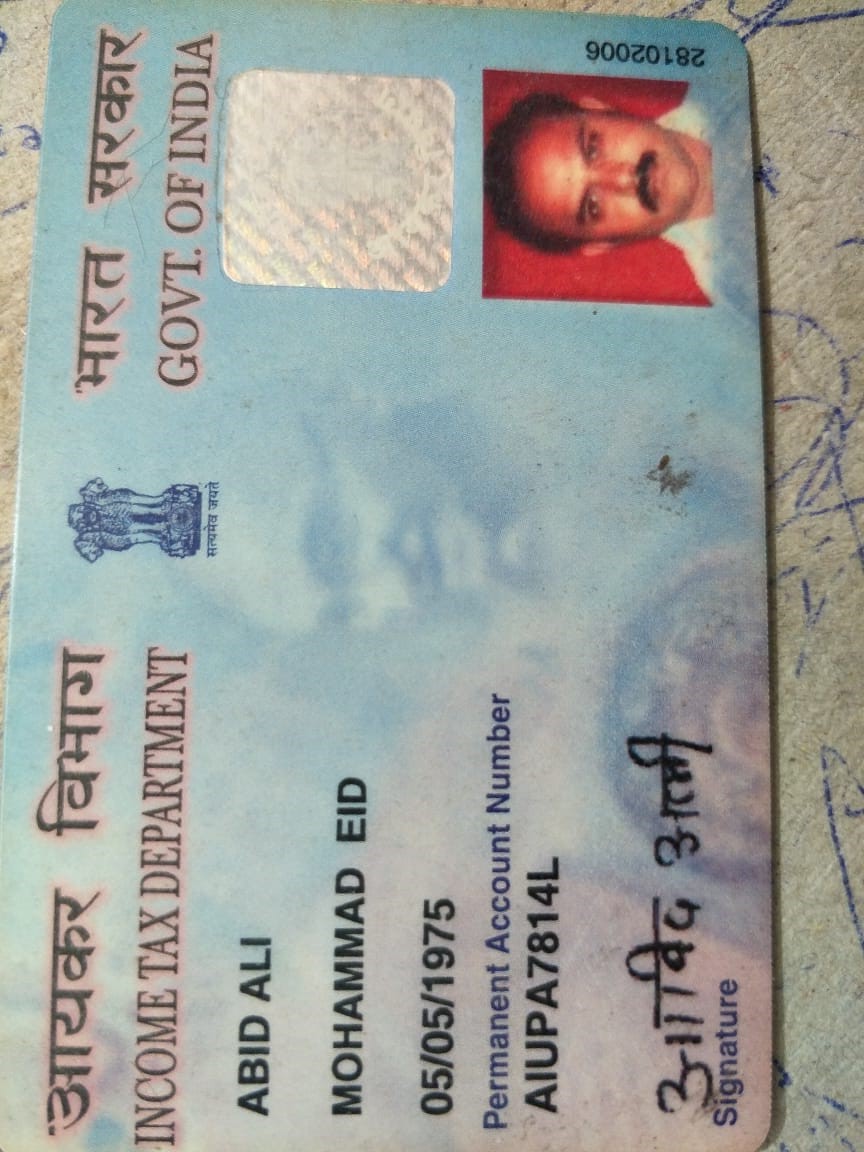 आयकर विभाग
INCOME TAX DEPARTMENT
सत्यमेव जयते
भारत सरकार
GOVT. OF INDIA
ABID ALI
MOHAMMAD EID
05/05/1975
Permanent Account Number
AIUPA7814L
आबिद अली
Signature
28102006